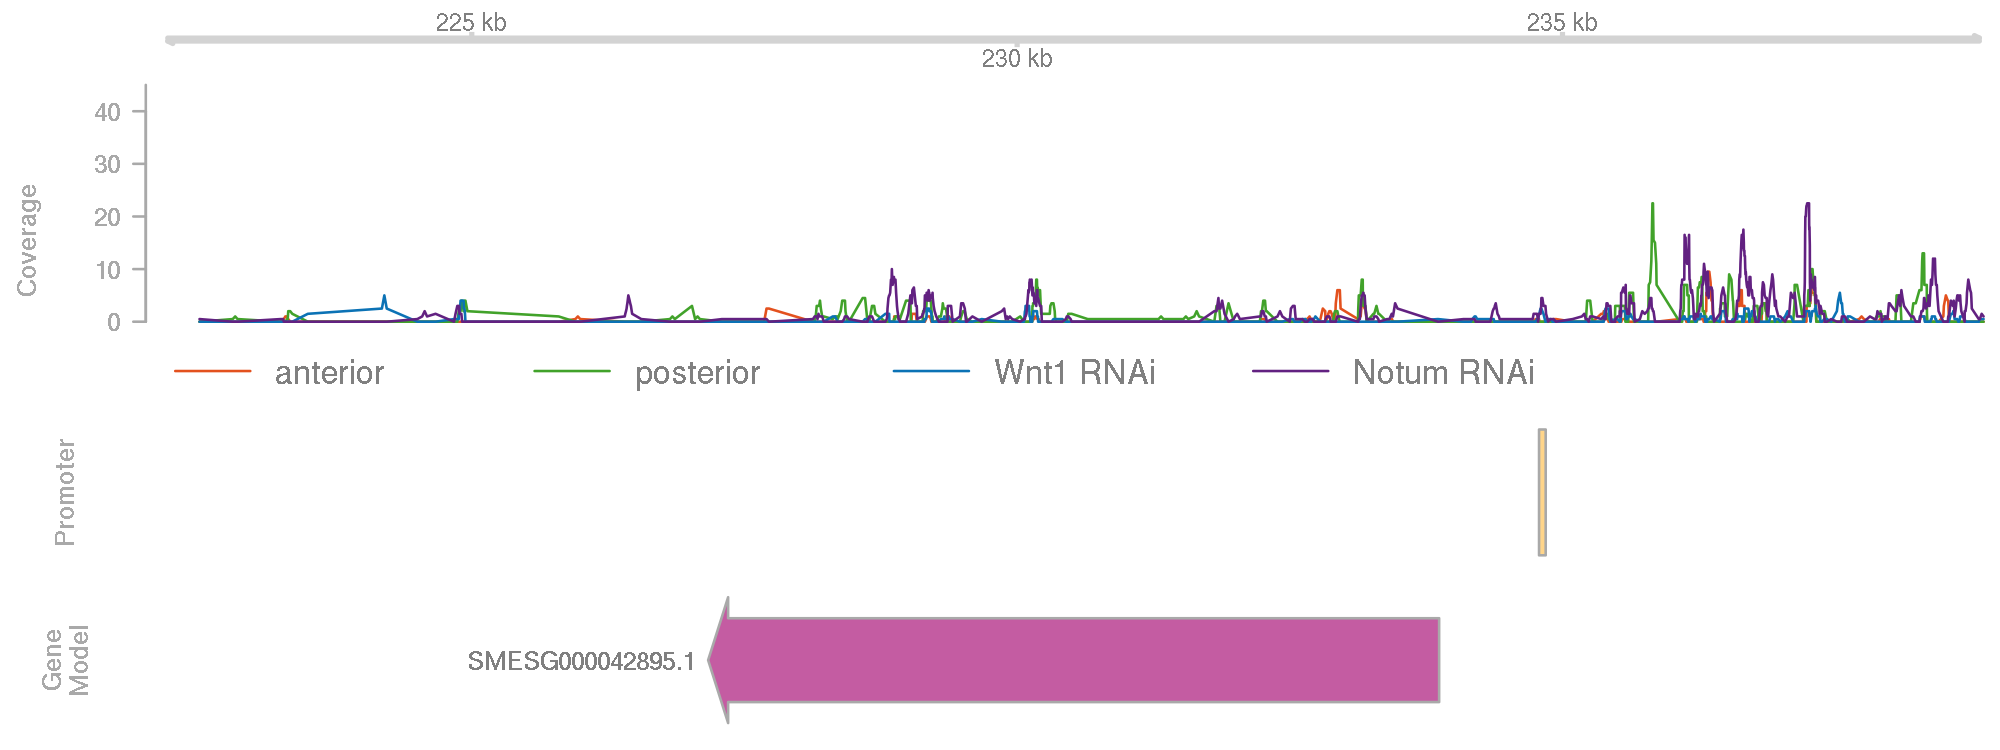 225 kb
235 kb
230 kb
Coverage
40
30
20
10
0
anterior
posterior
Wnt1 RNAi
Notum RNAi
Promoter
Gene
Model
SMESG000042895.1